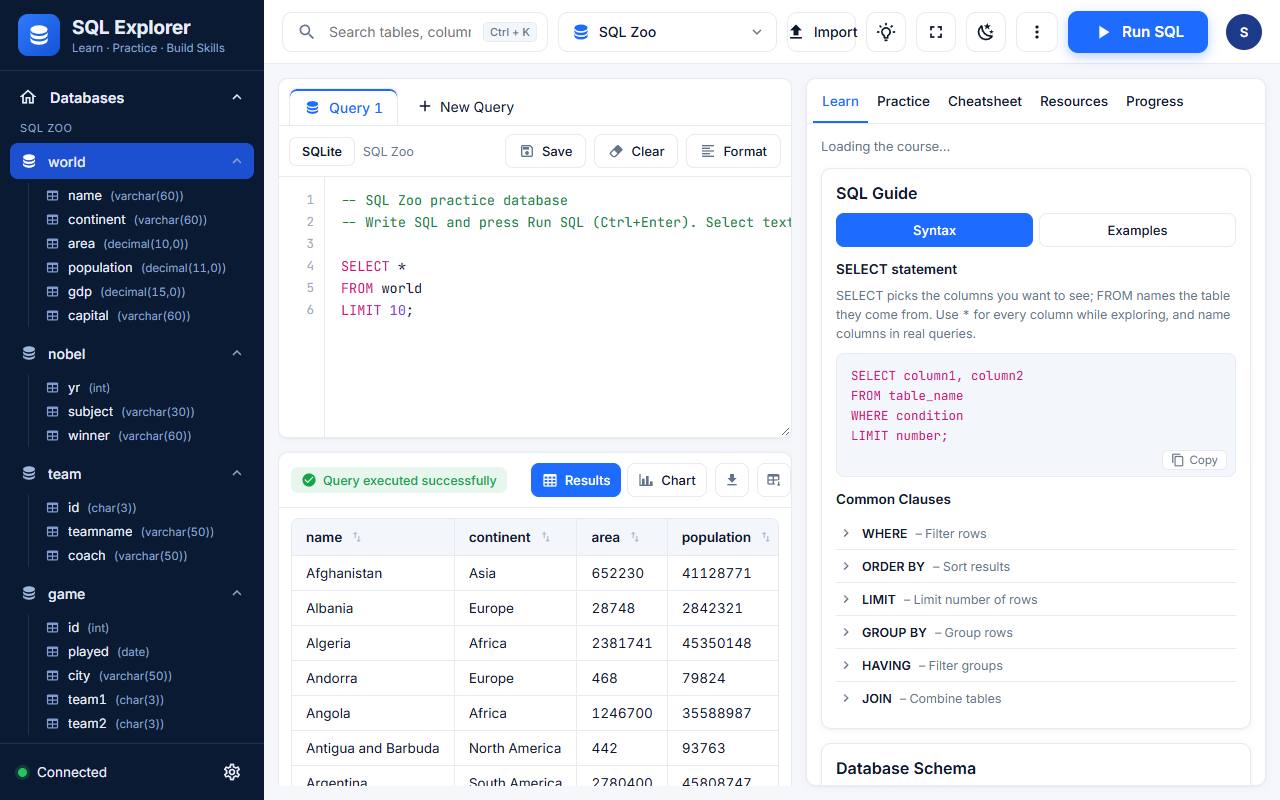 SQL Explorer
Learn · Practice · Build Skills
Databases
SQL ZOO
world
name (varchar(60))
continent (varchar(60))
area (decimal(10,0))
population (decimal(11,0))
gdp (decimal(15,0))
capital (varchar(60))
nobel
yr (int)
subject (varchar(30))
winner (varchar(60))
team
id (char(3))
teamname (varchar(50))
coach (varchar(50))
game
id (int)
played (date)
city (varchar(50))
team1 (char(3))
team2 (char(3))
Connected
Search tables, column Ctrl + K
SQL Zoo
Import
Run SQL
S
Query 1
New Query
SQLite SQL Zoo Save Clear Format
1 -- SQL Zoo practice database
2 -- Write SQL and press Run SQL (Ctrl+Enter). Select text
3
4 SELECT *
5 FROM world
6 LIMIT 10;
Query executed successfully Results Chart
name continent area population
Afghanistan Asia 652230 41128771
Albania Europe 28748 2842321
Algeria Africa 2381741 45350148
Andorra Europe 468 79824
Angola Africa 1246700 35588987
Antigua and Barbuda North America 442 93763
Argentina South America 2780400 45808747
Learn Practice Cheatsheet Resources Progress
Loading the course...
SQL Guide
Syntax Examples
SELECT statement
SELECT picks the columns you want to see; FROM names the table
they come from. Use * for every column while exploring, and name
columns in real queries.
SELECT column1, column2
FROM table_name
WHERE condition
LIMIT number;
Copy
Common Clauses
WHERE – Filter rows
ORDER BY – Sort results
LIMIT – Limit number of rows
GROUP BY – Group rows
HAVING – Filter groups
JOIN – Combine tables
Database Schema